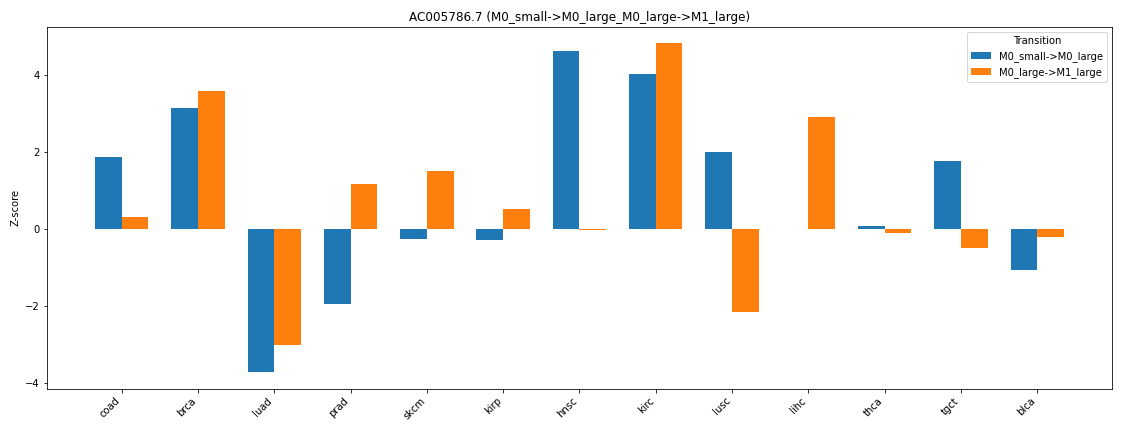 AC005786.7 (M0_small->M0_large_M0_large->M1_large)
Transition
M0_small->M0_large
M0_large->M1_large
Z-score
4
2
0
−2
−4
coad
brca
luad
prad
skcm
kirp
hnsc
kirc
lusc
lihc
thca
tgct
blca